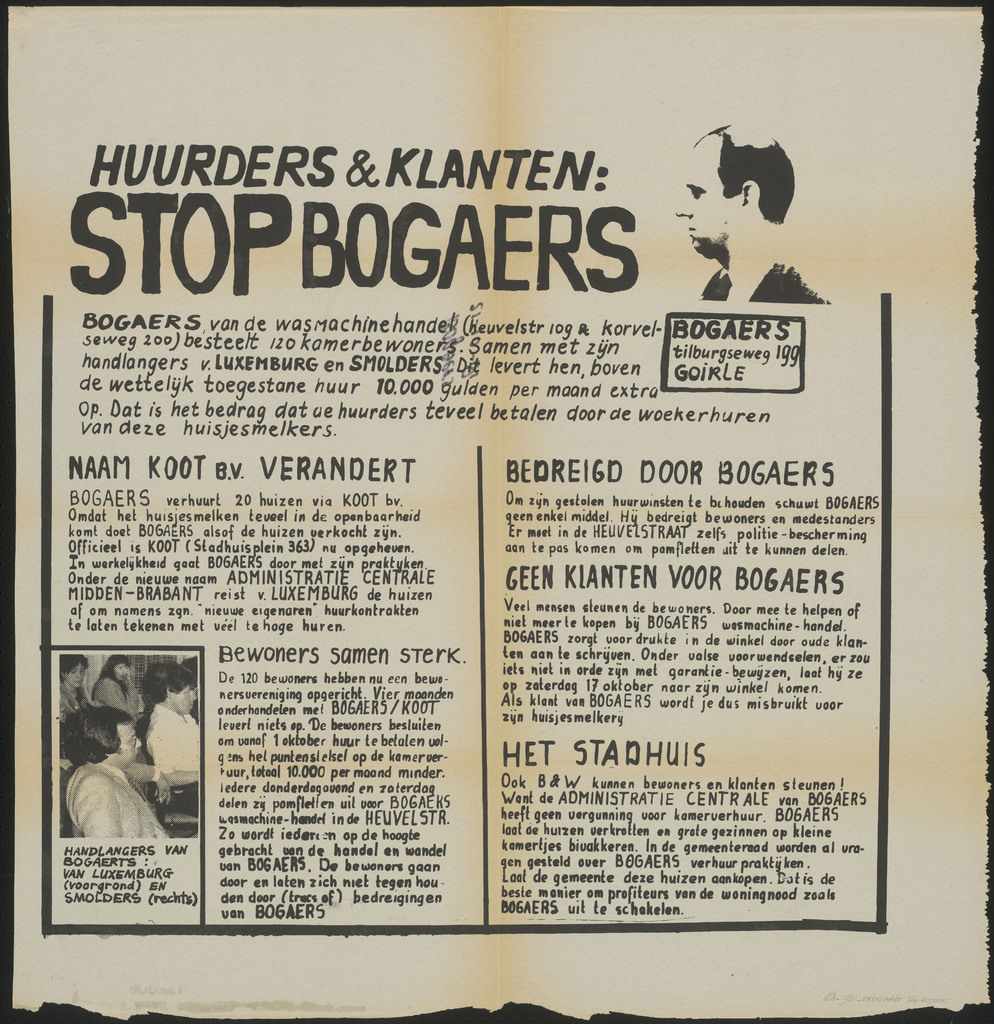 HUURDERS & KLANTEN:
STOP BOGAERS
BOGAERS, van de wasmachinehandel (heuvelstr 109 & korvel-
seweg 200) besteelt 120 kamerbewoners. Samen met zijn
handlangers v. LUXEMBURG en SMOLDERS. Dit levert hen, boven
de wettelijk toegestane huur 10.000 gulden per maand extra
op. Dat is het bedrag dat de huurders teveel betalen door de woekerhuren
van deze huisjesmelkers.
BOGAERS
tilburgseweg 199
GOIRLE
NAAM KOOT B.V. VERANDERT
BOGAERS verhuurt 20 huizen via KOOT bv.
Omdat het huisjesmelken teveel in de openbaarheid
komt doet BOGAERS alsof de huizen verkocht zijn.
Officieel is KOOT (Stadhuisplein 363) nu opgeheven.
In werkelijkheid gaat BOGAERS door met zijn praktyken.
Onder de nieuwe naam ADMINISTRATIE CENTRALE
MIDDEN-BRABANT reist v. LUXEMBURG de huizen
af om namens zgn. "nieuwe eigenaren" huurkontrakten
te laten tekenen met véél te hoge huren.
Bewoners samen sterk.
De 120 bewoners hebben nu een bewo-
nersvereniging opgericht. Vier maanden
onderhandelen met BOGAERS/KOOT
levert niets op. De bewoners besluiten
om vanaf 1 oktober huur te betalen vol-
gens het puntenstelsel op de kamerver-
huur, totaal 10.000 per maand minder.
Iedere donderdagavond en zaterdag
delen zij pamfletten uit voor BOGAERS
wasmachine-handel in de HEUVELSTR.
Zo wordt iedereen op de hoogte
gebracht van de handel en wandel
van BOGAERS. De bewoners gaan
door en laten zich niet tegen hou-
den door (trucs of) bedreigingen
van BOGAERS
HANDLANGERS VAN
BOGAERTS:
VAN LUXEMBURG
(voorgrond) EN
SMOLDERS (rechts)
BEDREIGD DOOR BOGAERS
Om zijn gestolen huurwinsten te behouden schuwt BOGAERS
geen enkel middel. Hij bedreigt bewoners en medestanders
Er moet in de HEUVELSTRAAT zelfs politie-bescherming
aan te pas komen om pamfletten uit te kunnen delen.
GEEN KLANTEN VOOR BOGAERS
Veel mensen steunen de bewoners. Door mee te helpen of
niet meer te kopen bij BOGAERS wasmachine-handel.
BOGAERS zorgt voor drukte in de winkel door oude klan-
ten aan te schrijven. Onder valse voorwendselen, er zou
iets niet in orde zijn met garantie-bewijzen, laat hij ze
op zaterdag 17 oktober naar zijn winkel komen.
Als klant van BOGAERS wordt je dus misbruikt voor
zijn huisjesmelkerij
HET STADHUIS
Ook B&W kunnen bewoners en klanten steunen!
Want de ADMINISTRATIE CENTRALE van BOGAERS
heeft geen vergunning voor kamerverhuur. BOGAERS
laat de huizen verkrotten en grote gezinnen op kleine
kamertjes bivakkeren. In de gemeenteraad worden al vra-
gen gesteld over BOGAERS verhuurpraktijken.
Laat de gemeente deze huizen aankopen. Dat is de
beste manier om profiteurs van de woningnood zoals
BOGAERS uit te schakelen.